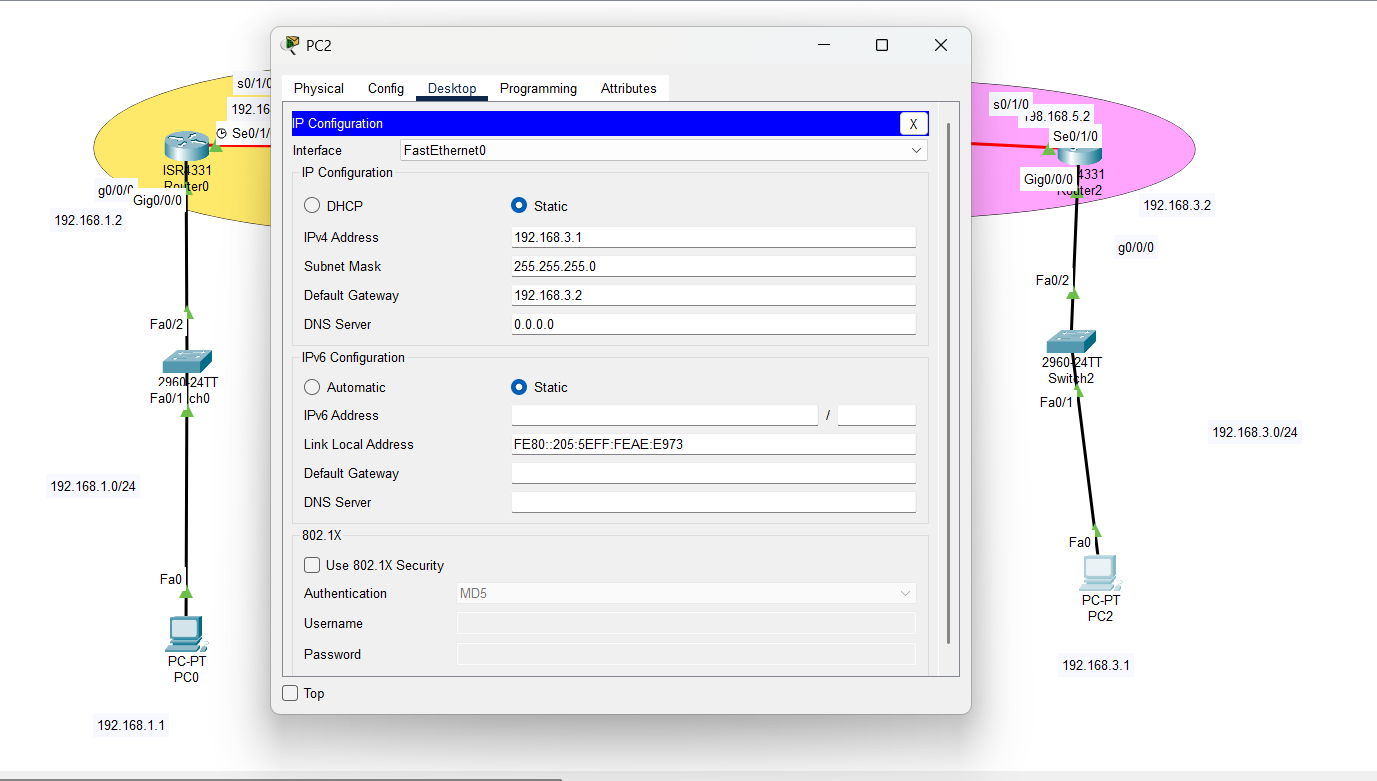 PC2
Physical Config Desktop Programming Attributes
IP Configuration X
Interface FastEthernet0
IP Configuration
DHCP Static
IPv4 Address 192.168.3.1
Subnet Mask 255.255.255.0
Default Gateway 192.168.3.2
DNS Server 0.0.0.0
IPv6 Configuration
Automatic Static
IPv6 Address /
Link Local Address FE80::205:5EFF:FEAE:E973
Default Gateway
DNS Server
802.1X
Use 802.1X Security
Authentication MD5
Username
Password
Top
s0/1/0
192.16
Se0/1/
ISR4331
Router0
g0/0/0
Gig0/0/0
192.168.1.2
Fa0/2
2960-24TT
Fa0/1 ch0
192.168.1.0/24
Fa0
PC-PT
PC0
192.168.1.1
s0/1/0
198.168.5.2
Se0/1/0
4331
Gig0/0/0
Router2
192.168.3.2
g0/0/0
Fa0/2
2960-24TT
Switch2
Fa0/1
192.168.3.0/24
Fa0
PC-PT
PC2
192.168.3.1